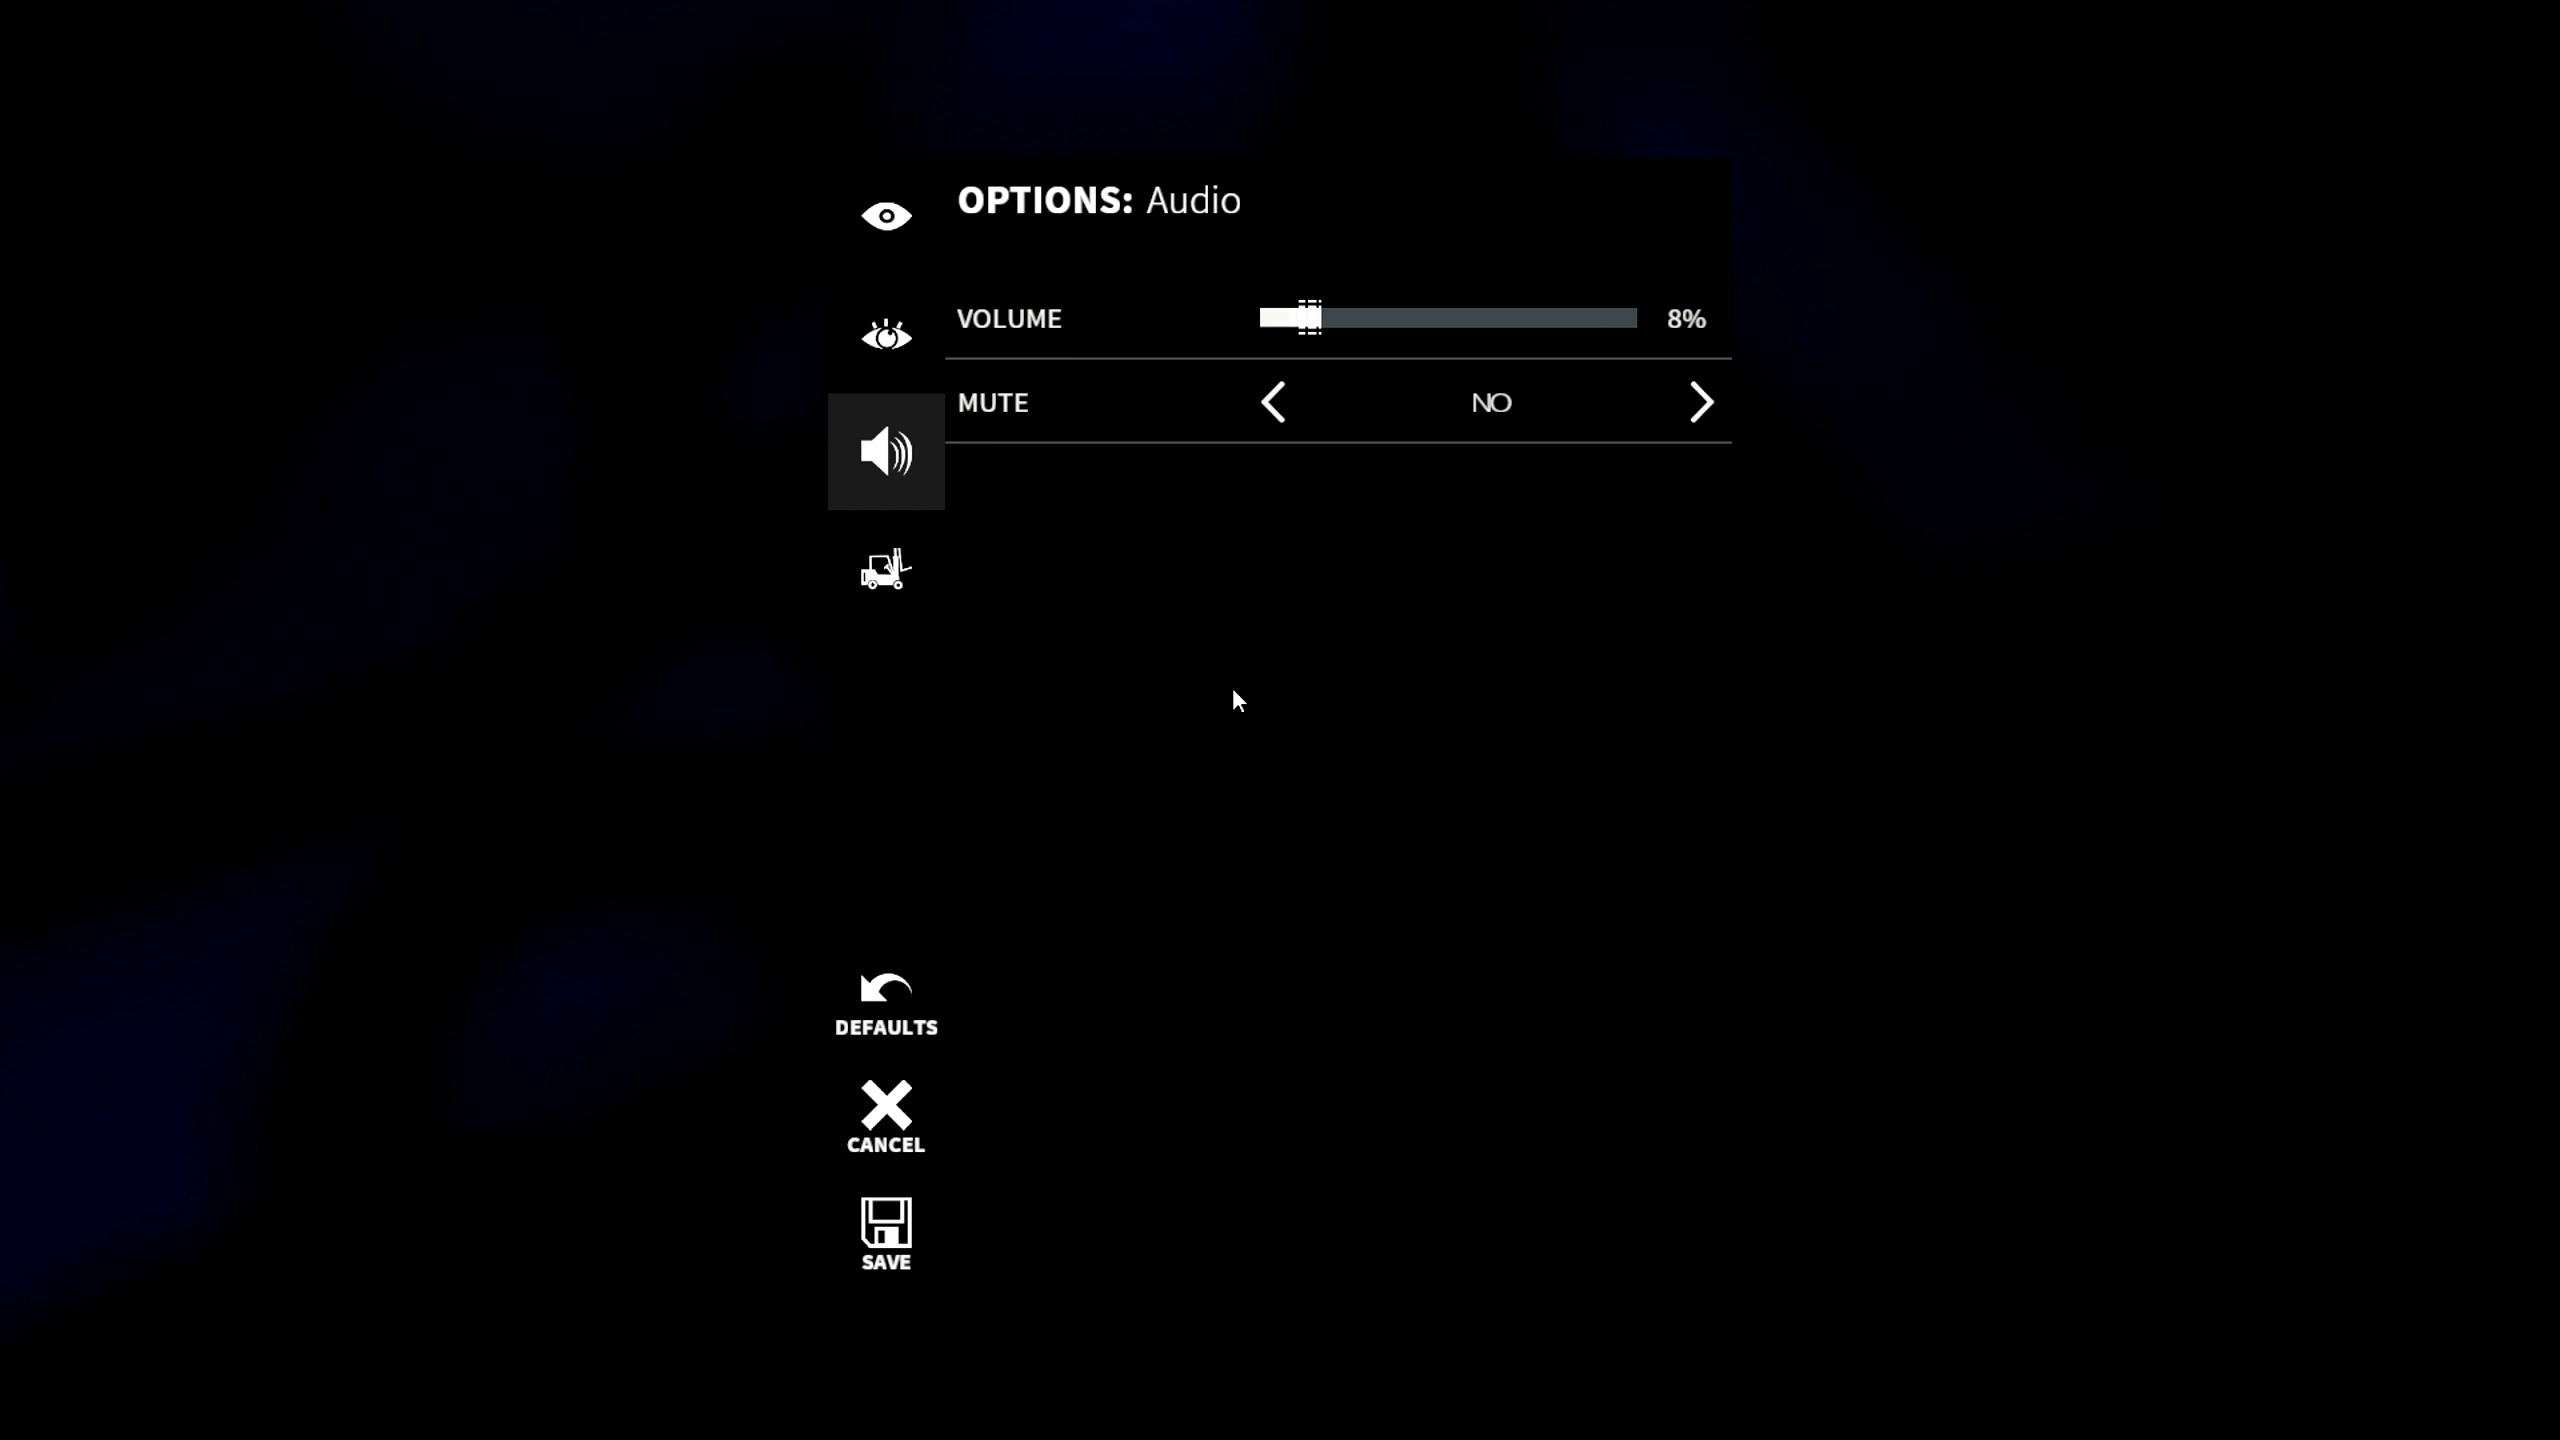 OPTIONS: Audio
VOLUME 8%
MUTE NO
DEFAULTS
CANCEL
SAVE